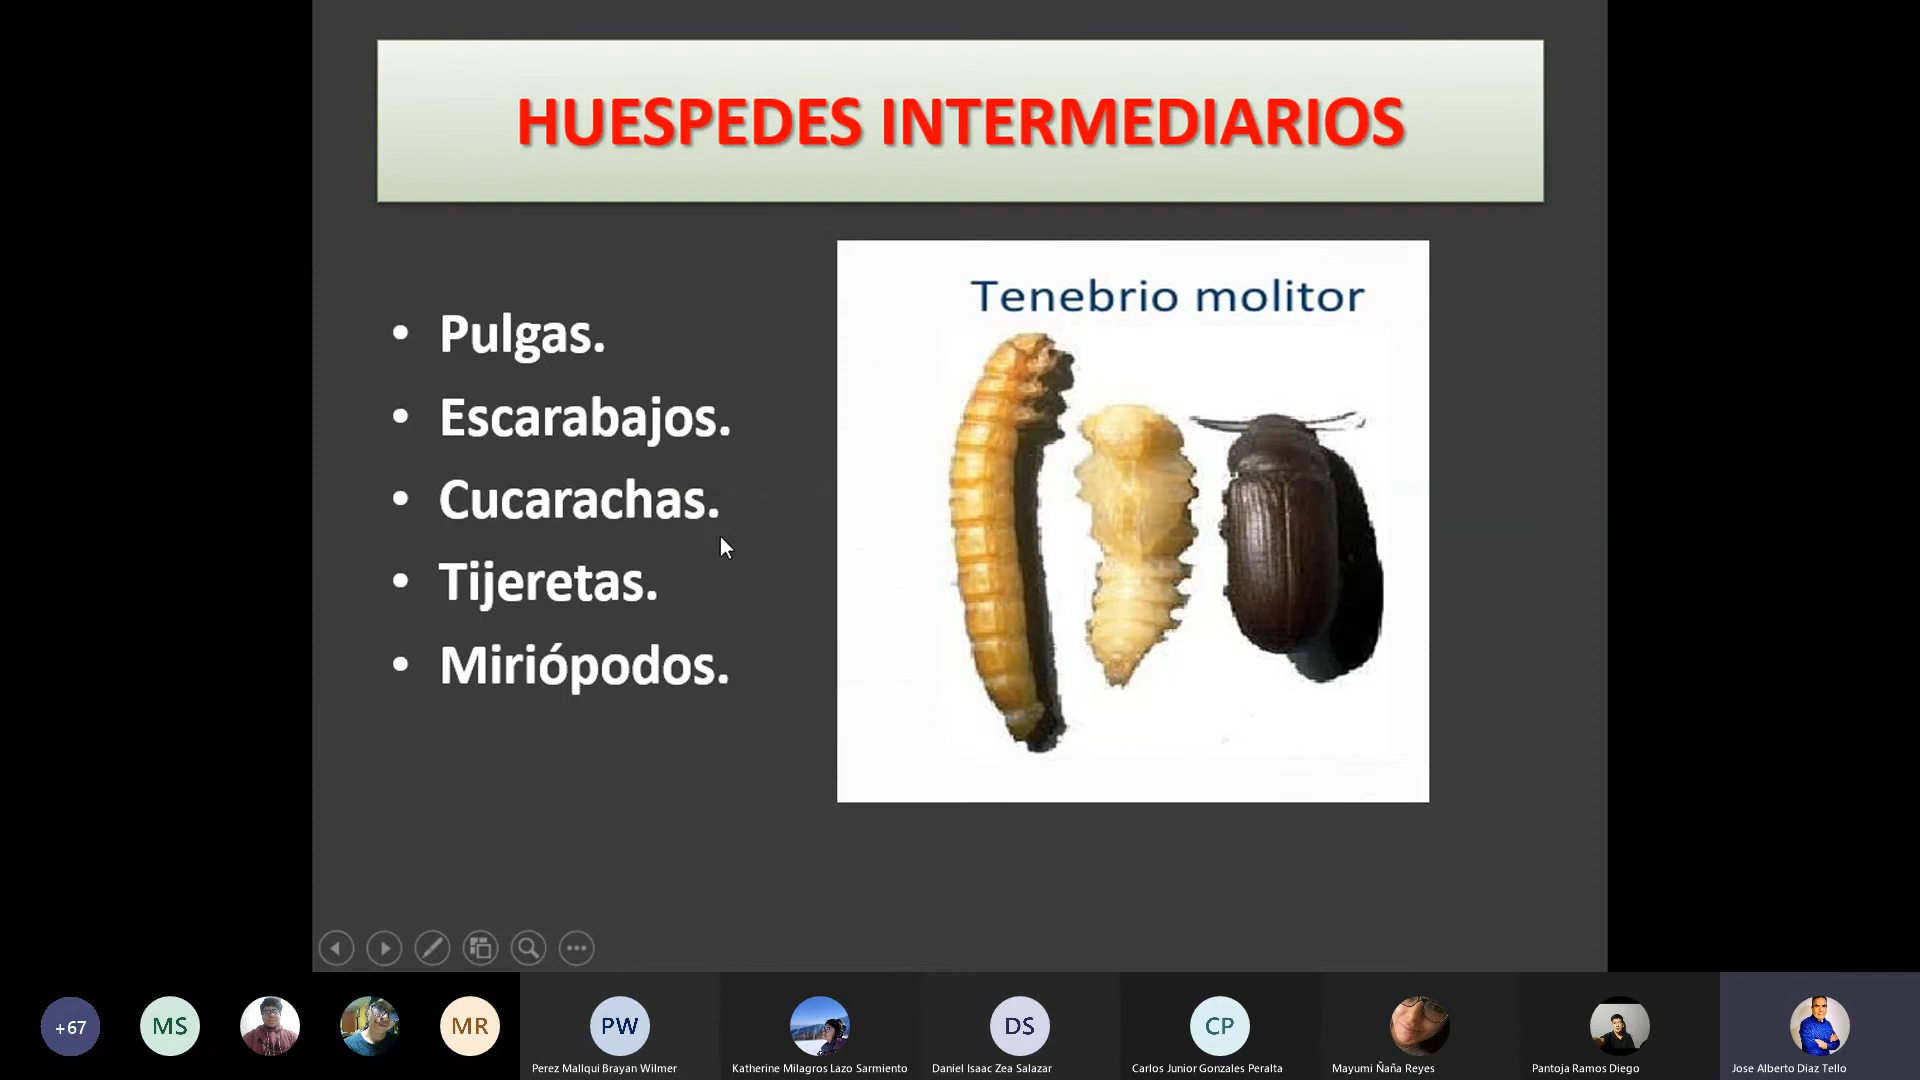 HUESPEDES INTERMEDIARIOS
• Pulgas.
• Escarabajos.
• Cucarachas.
• Tijeretas.
• Miriópodos.
Tenebrio molitor
+67
MS
MR
PW
DS
CP
Perez Mallqui Brayan Wilmer
Katherine Milagros Lazo Sarmiento
Daniel Isaac Zea Salazar
Carlos Junior Gonzales Peralta
Mayumi Ñaña Reyes
Pantoja Ramos Diego
Jose Alberto Diaz Tello